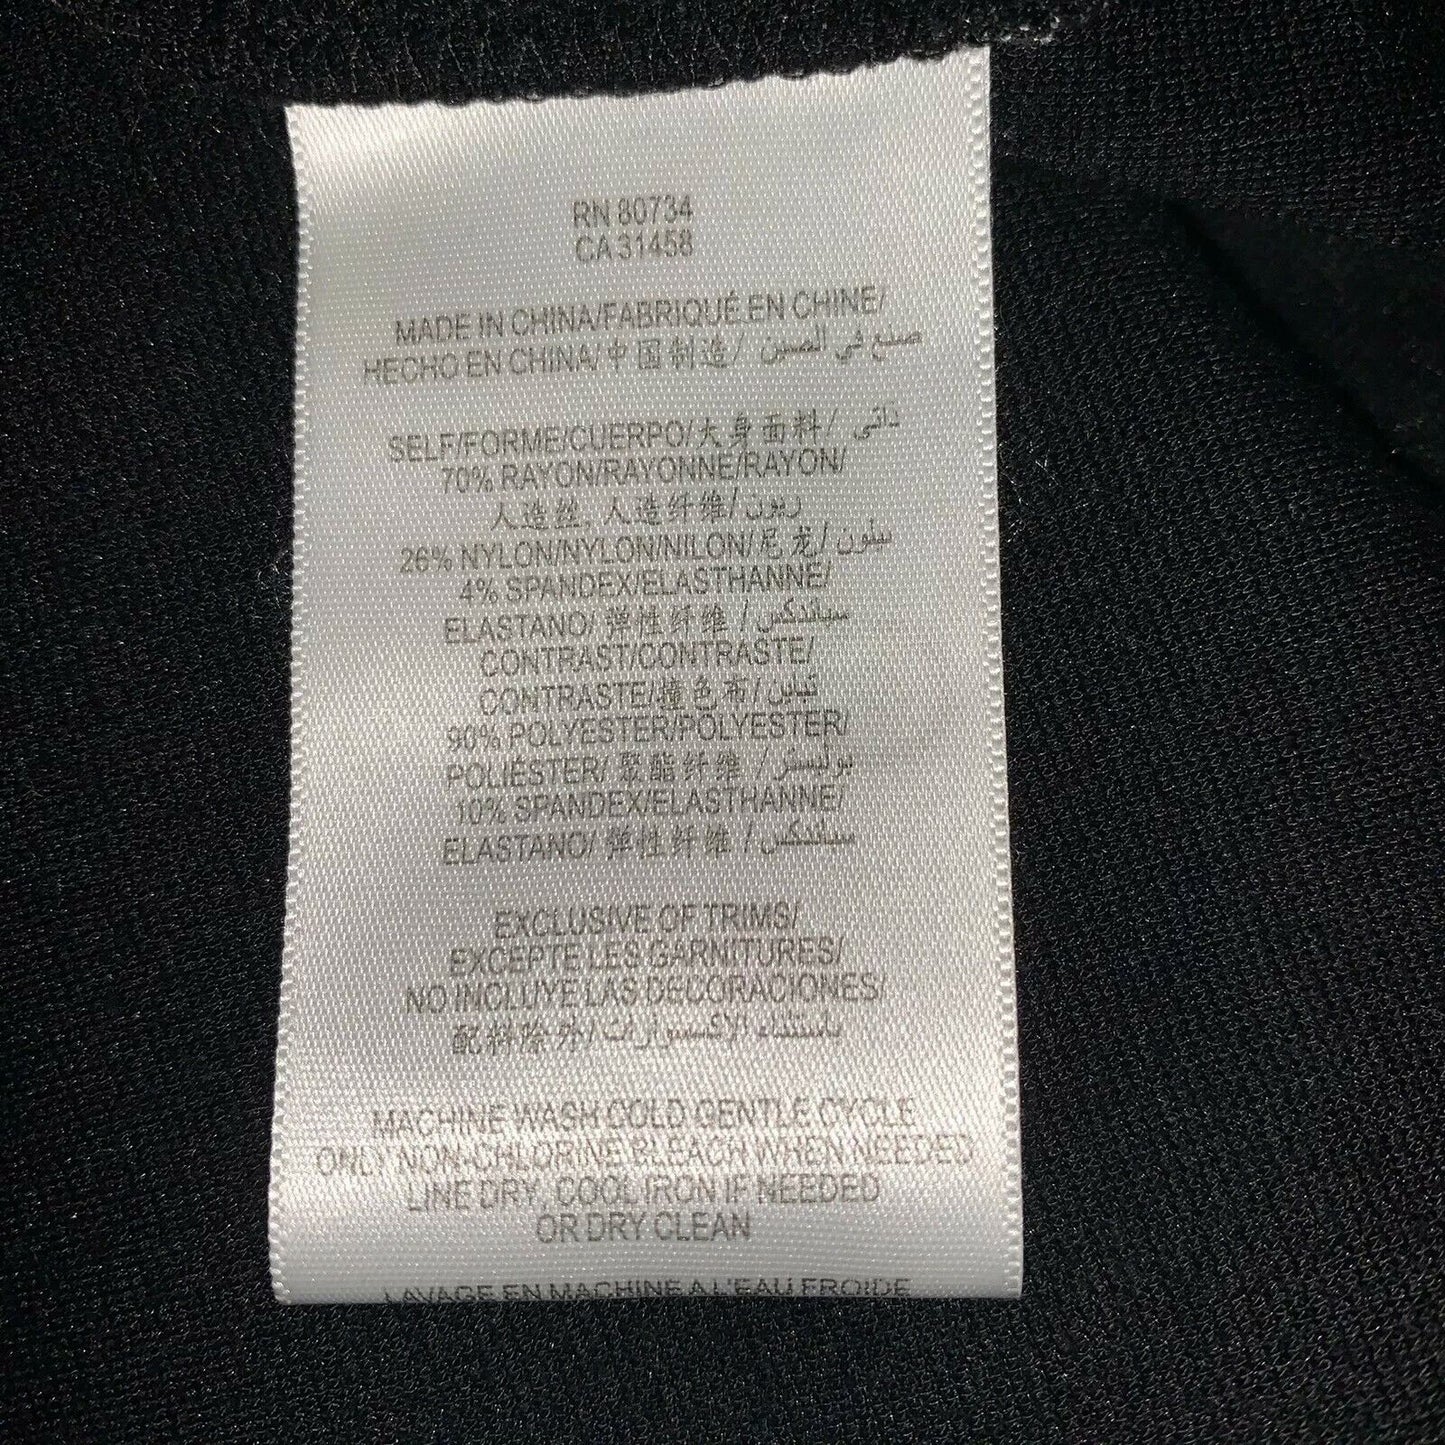 RN 80734
CA 31458
MADE IN CHINA/FABRIQUÉ EN CHINE/
HECHO EN CHINA/中国制造/ صنع في الصين
SELF/FORME/CUERPO/大身面料/ ذاتي
70% RAYON/RAYONNE/RAYON/
人造丝, 人造纤维/ ريون
26% NYLON/NYLON/NILON/尼龙/ نيلون
4% SPANDEX/ELASTHANNE/
ELASTANO/ 弹性纤维 / سباندكس
CONTRAST/CONTRASTE/
CONTRASTE/撞色布/ تباين
90% POLYESTER/POLYESTER/
POLIÉSTER/ 聚酯纤维 / بوليستر
10% SPANDEX/ELASTHANNE/
ELASTANO/ 弹性纤维 / سباندكس
EXCLUSIVE OF TRIMS/
EXCEPTE LES GARNITURES/
NO INCLUYE LAS DECORACIONES/
配料除外/ باستثناء الإكسسوارات
MACHINE WASH COLD GENTLE CYCLE
ONLY NON-CHLORINE BLEACH WHEN NEEDED
LINE DRY, COOL IRON IF NEEDED
OR DRY CLEAN
LAVAGE EN MACHINE A L'EAU FROIDE